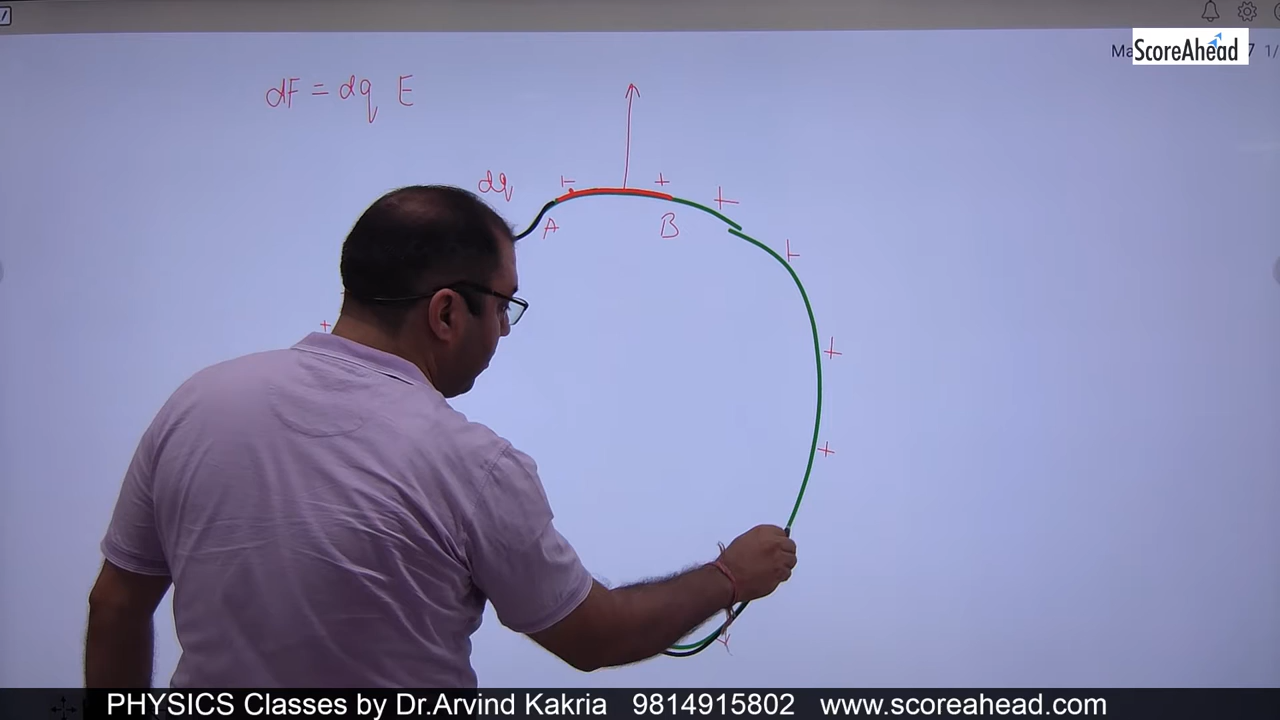 ScoreAhead
dF = dq E
dq
+ + +
A B
+
+
+
+
PHYSICS Classes by Dr.Arvind Kakria 9814915802 www.scoreahead.com